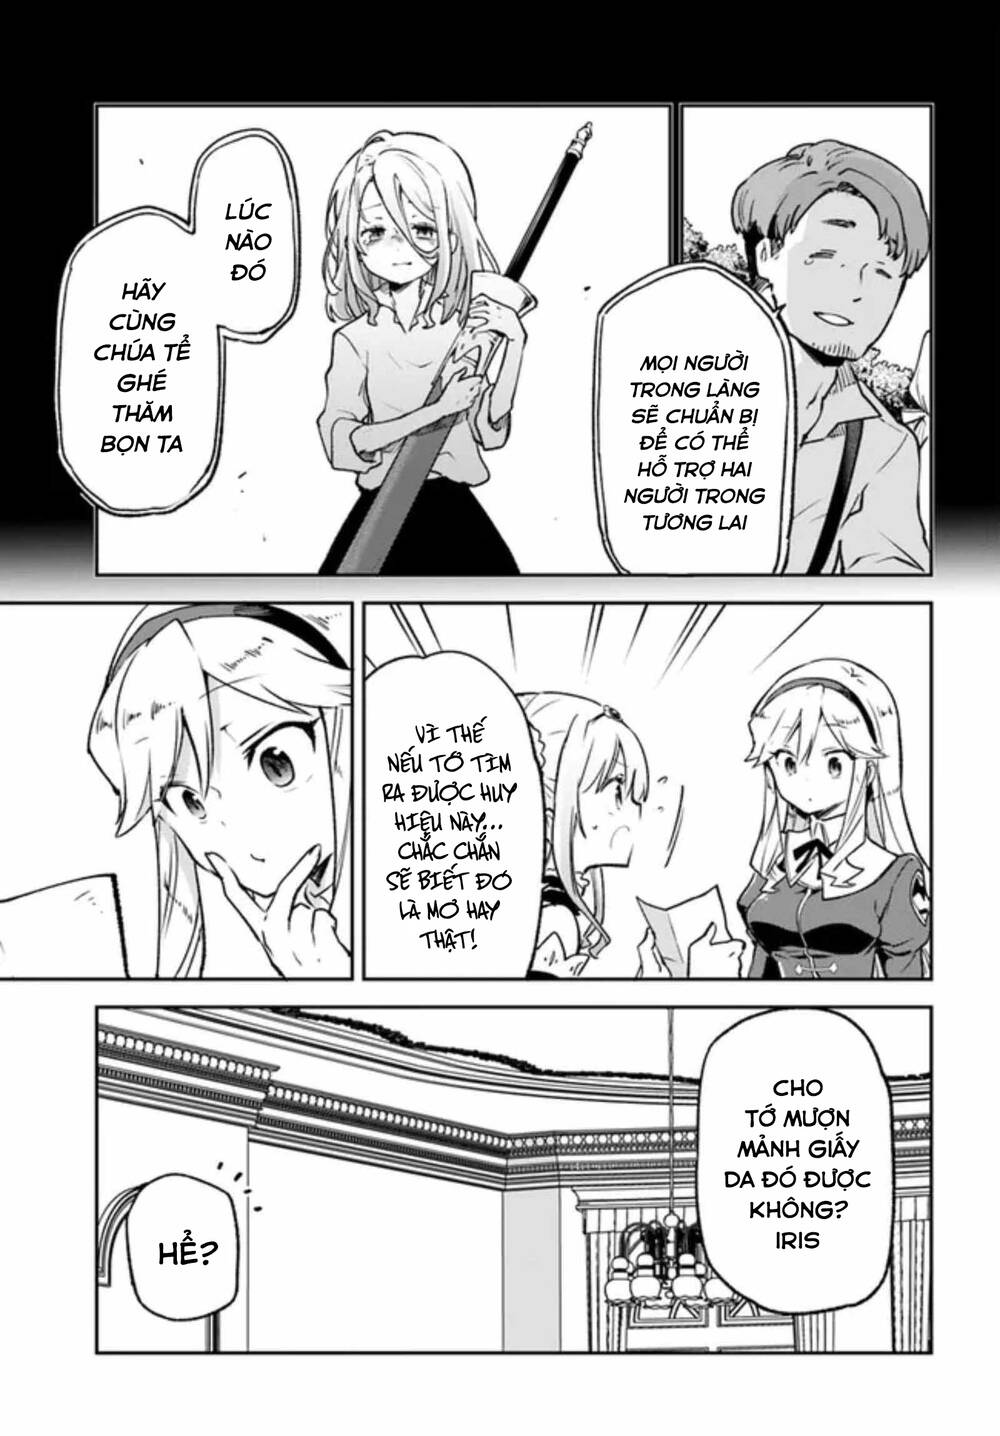 MỌI NGƯỜI
TRONG LÀNG
SẼ CHUẨN BỊ
ĐỂ CÓ THỂ
HỖ TRỢ HAI
NGƯỜI TRONG
TƯƠNG LAI
LÚC
NÀO
ĐÓ
HÃY
CÙNG
CHÚA TỂ
GHÉ
THĂM
BỌN TA
VÌ THẾ
NẾU TỚ TÌM
RA ĐƯỢC HUY
HIỆU NÀY...
CHẮC CHẮN
SẼ BIẾT ĐÓ
LÀ MƠ HAY
THẬT!
CHO
TỚ MƯỢN
MẢNH GIẤY
DA ĐÓ ĐƯỢC
KHÔNG?
IRIS
HỂ?